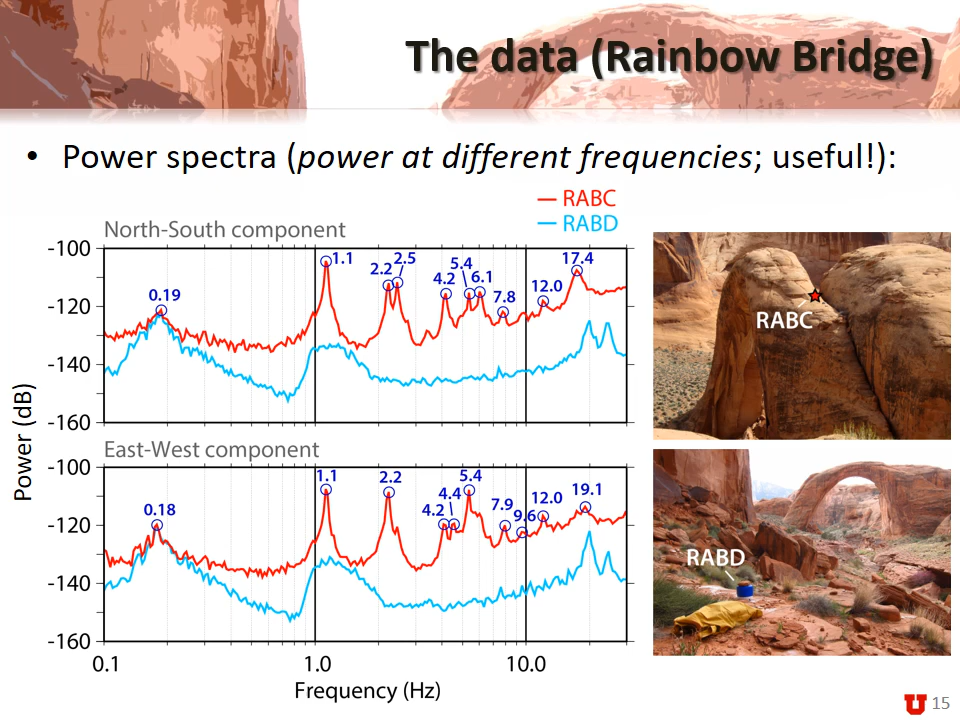 The data (Rainbow Bridge)
• Power spectra (power at different frequencies; useful!):
RABC
RABD
North-South component
Power (dB)
-100
-120
-140
-160
0.19
1.1
2.2
2.5
4.2
5.4
6.1
7.8
12.0
17.4
East-West component
-100
-120
-140
-160
0.18
1.1
2.2
4.2
4.4
5.4
7.9
9.6
12.0
19.1
0.1 1.0 10.0
Frequency (Hz)
RABC
RABD
U 15